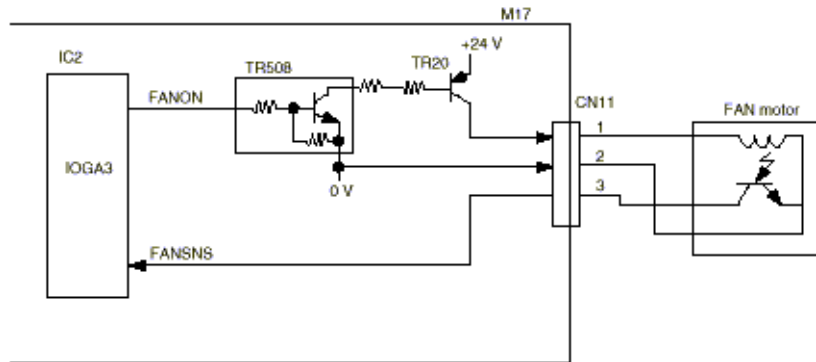 M17
IC2
IOGA3
FANON
TR508
TR20
+24 V
0 V
FANSNS
CN11
1
2
3
FAN motor